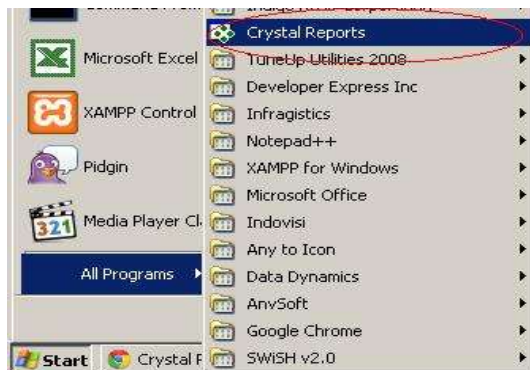 Crystal Reports
Microsoft Excel
TuneUp Utilities 2008
Developer Express Inc
XAMPP Control
Infragistics
Notepad++
Pidgin
XAMPP for Windows
Microsoft Office
Media Player Cl
Indovisi
Any to Icon
All Programs
Data Dynamics
AnvSoft
Google Chrome
Start
Crystal F
SWiSH v2.0
321